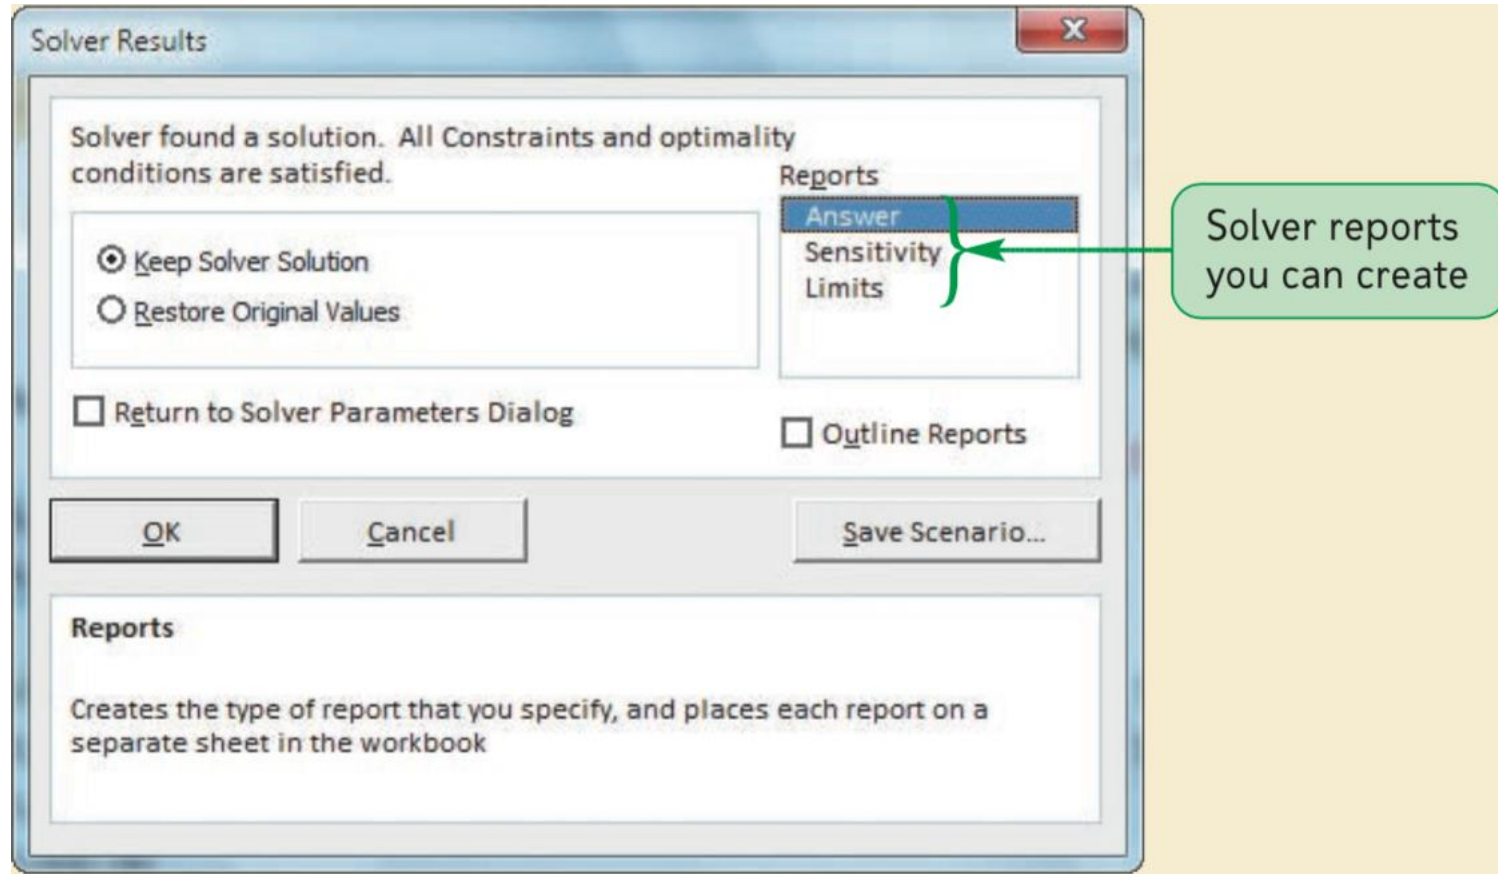 Solver Results
Solver found a solution. All Constraints and optimality
conditions are satisfied.
Reports
Answer
Sensitivity
Limits
Keep Solver Solution
Restore Original Values
Return to Solver Parameters Dialog
Outline Reports
OK
Cancel
Save Scenario...
Reports
Creates the type of report that you specify, and places each report on a
separate sheet in the workbook
Solver reports
you can create